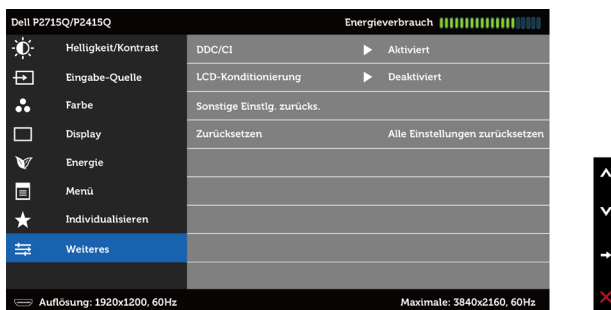 Dell P2715Q/P2415Q Energieverbrauch
Helligkeit/Kontrast DDC/CI Aktiviert
Eingabe-Quelle LCD-Konditionierung Deaktiviert
Farbe Sonstige Einstlg. zurücks.
Display Zurücksetzen Alle Einstellungen zurücksetzen
Energie
Menü
Individualisieren
Weiteres
Auflösung: 1920x1200, 60Hz Maximale: 3840x2160, 60Hz